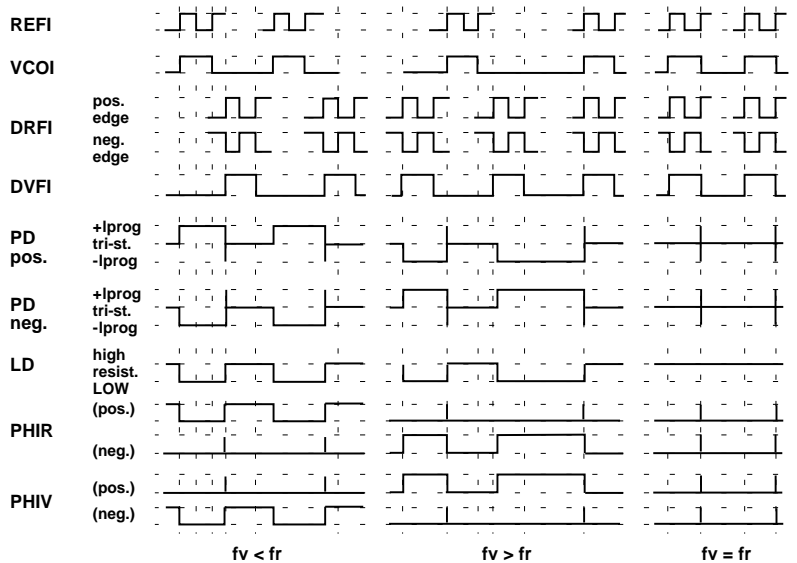 REFI
VCOI
DRFI
pos.
edge
neg.
edge
DVFI
PD
pos.
+Iprog
tri-st.
-Iprog
PD
neg.
+Iprog
tri-st.
-Iprog
LD
high
resist.
LOW
PHIR
(pos.)
(neg.)
PHIV
(pos.)
(neg.)
fv < fr
fv > fr
fv = fr